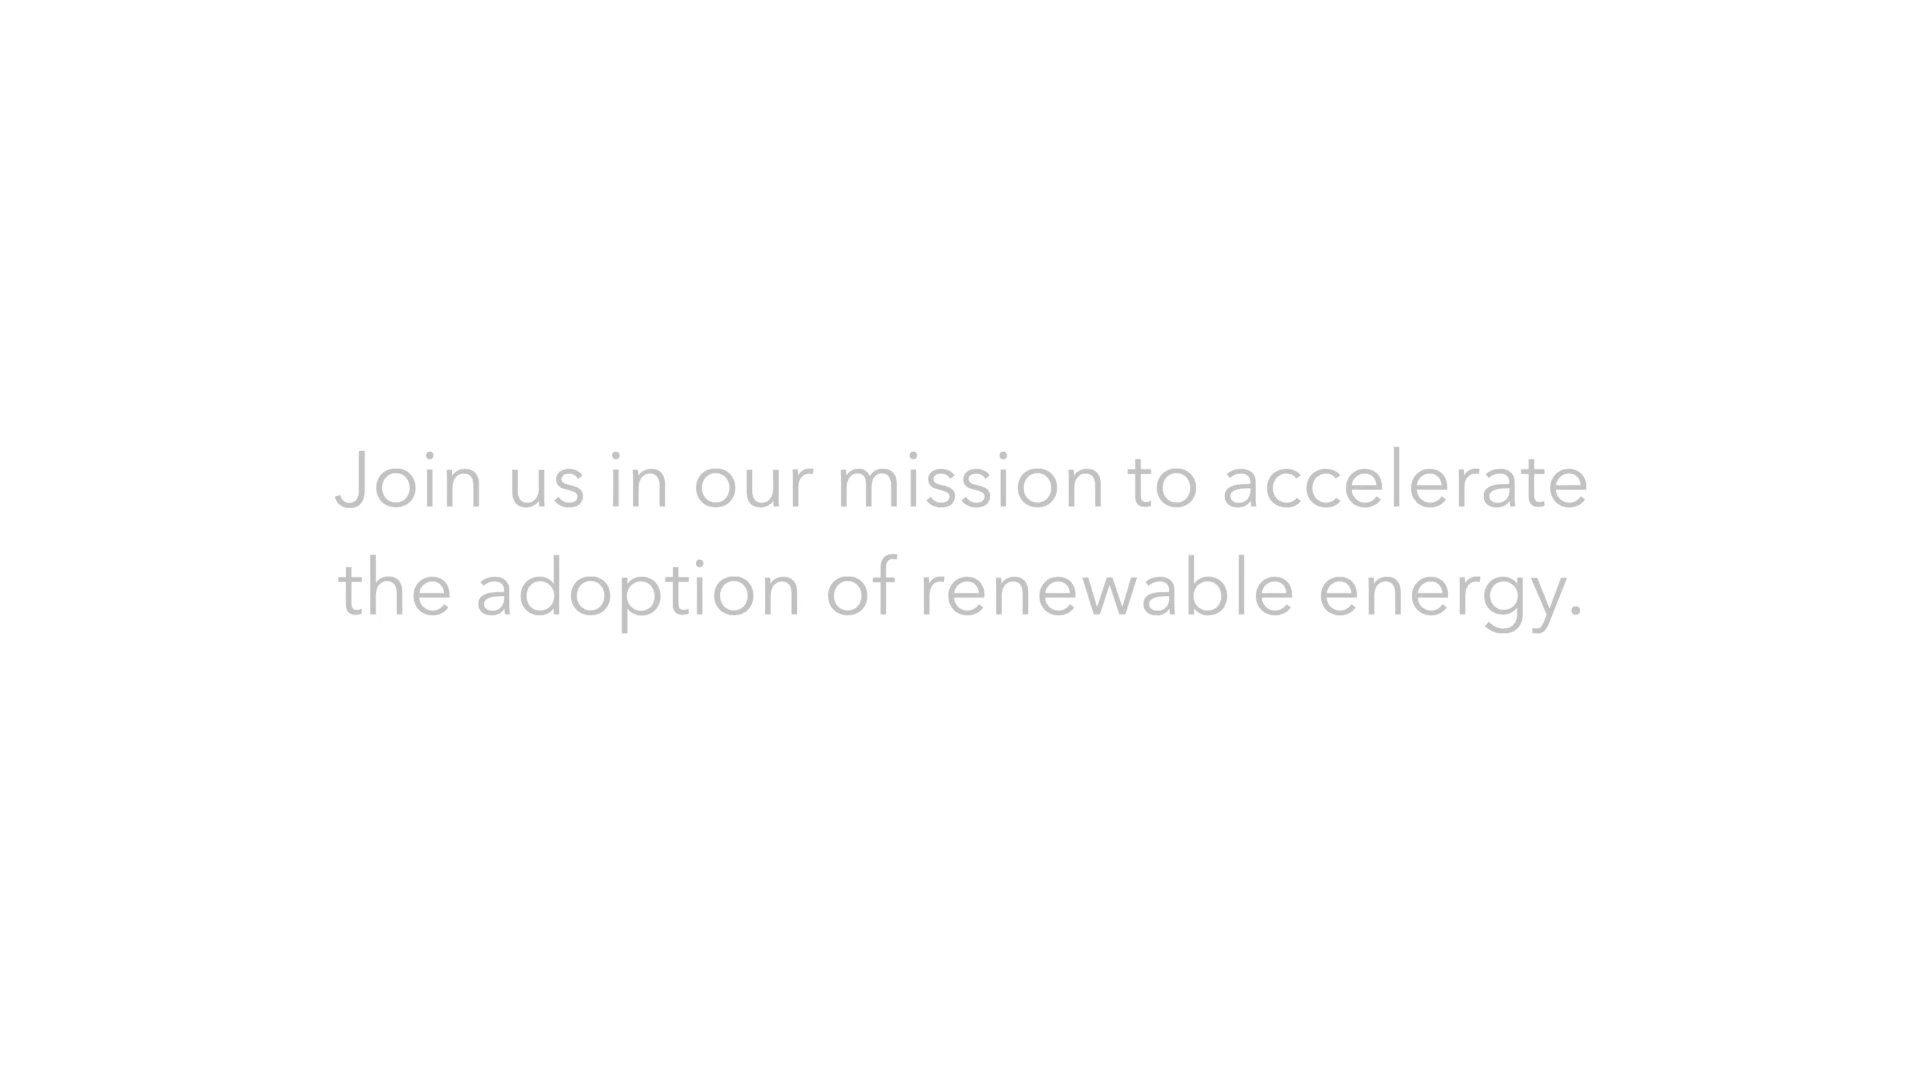 Join us in our mission to accelerate
the adoption of renewable energy.